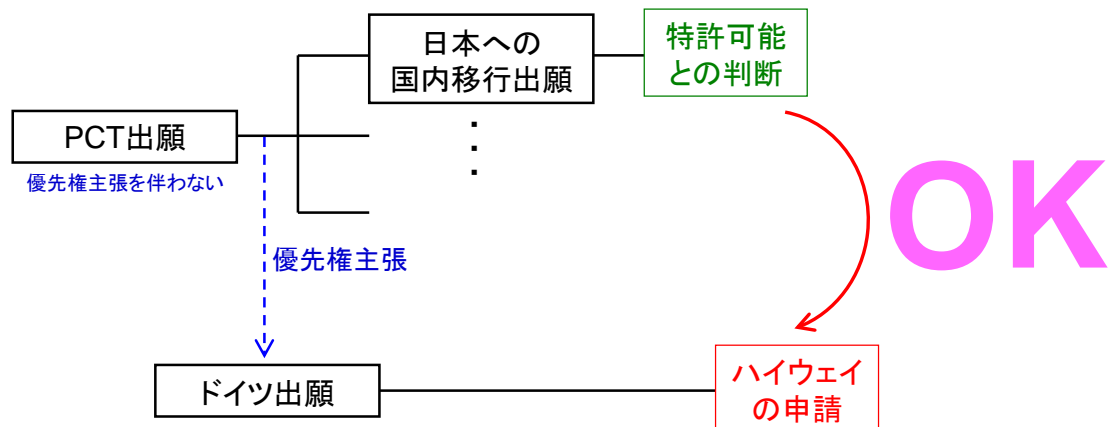 日本への
国内移行出願
特許可能
との判断
PCT出願
優先権主張を伴わない
OK
優先権主張
ドイツ出願
ハイウェイ
の申請